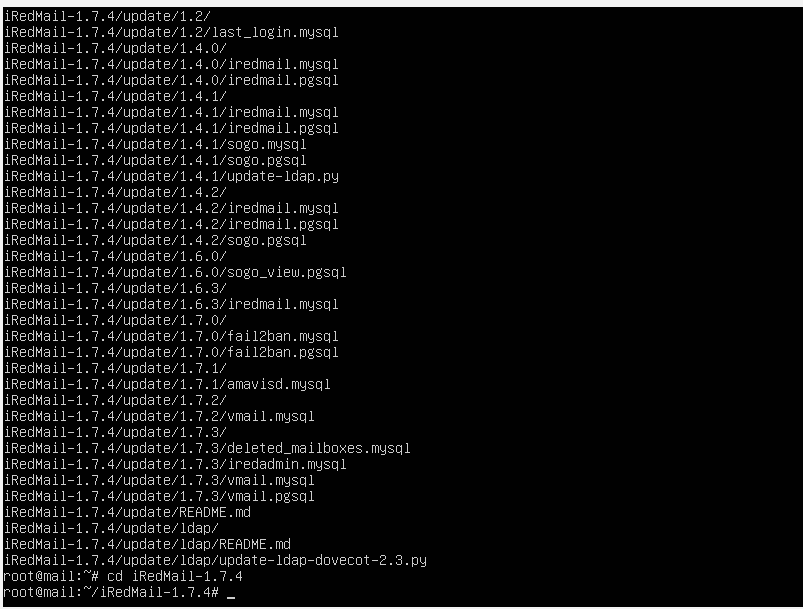 iRedMail-1.7.4/update/1.2/
iRedMail-1.7.4/update/1.2/last_login.mysql
iRedMail-1.7.4/update/1.4.0/
iRedMail-1.7.4/update/1.4.0/iredmail.mysql
iRedMail-1.7.4/update/1.4.0/iredmail.pgsql
iRedMail-1.7.4/update/1.4.1/
iRedMail-1.7.4/update/1.4.1/iredmail.mysql
iRedMail-1.7.4/update/1.4.1/iredmail.pgsql
iRedMail-1.7.4/update/1.4.1/sogo.mysql
iRedMail-1.7.4/update/1.4.1/sogo.pgsql
iRedMail-1.7.4/update/1.4.1/update-ldap.py
iRedMail-1.7.4/update/1.4.2/
iRedMail-1.7.4/update/1.4.2/iredmail.mysql
iRedMail-1.7.4/update/1.4.2/iredmail.pgsql
iRedMail-1.7.4/update/1.4.2/sogo.pgsql
iRedMail-1.7.4/update/1.6.0/
iRedMail-1.7.4/update/1.6.0/sogo_view.pgsql
iRedMail-1.7.4/update/1.6.3/
iRedMail-1.7.4/update/1.6.3/iredmail.mysql
iRedMail-1.7.4/update/1.7.0/
iRedMail-1.7.4/update/1.7.0/fail2ban.mysql
iRedMail-1.7.4/update/1.7.0/fail2ban.pgsql
iRedMail-1.7.4/update/1.7.1/
iRedMail-1.7.4/update/1.7.1/amavisd.mysql
iRedMail-1.7.4/update/1.7.2/
iRedMail-1.7.4/update/1.7.2/vmail.mysql
iRedMail-1.7.4/update/1.7.3/
iRedMail-1.7.4/update/1.7.3/deleted_mailboxes.mysql
iRedMail-1.7.4/update/1.7.3/iredadmin.mysql
iRedMail-1.7.4/update/1.7.3/vmail.mysql
iRedMail-1.7.4/update/1.7.3/vmail.pgsql
iRedMail-1.7.4/update/README.md
iRedMail-1.7.4/update/ldap/
iRedMail-1.7.4/update/ldap/README.md
iRedMail-1.7.4/update/ldap/update-ldap-dovecot-2.3.py
root@mail:~# cd iRedMail-1.7.4
root@mail:~/iRedMail-1.7.4# _